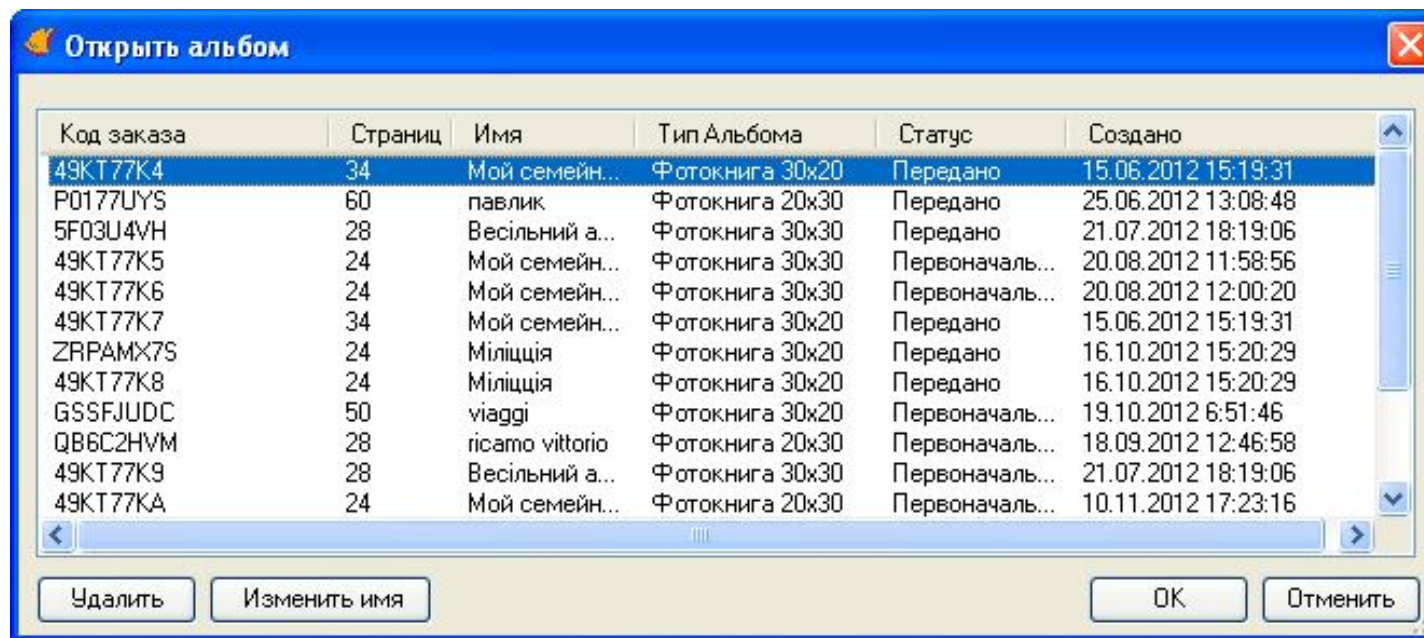 Открыть альбом
Код заказа Страниц Имя Тип Альбома Статус Создано
49KT77K4 34 Мой семейн... Фотокнига 30x20 Передано 15.06.2012 15:19:31
P0177UYS 60 павлик Фотокнига 20x30 Передано 25.06.2012 13:08:48
5F03U4VH 28 Весільний а... Фотокнига 30x30 Передано 21.07.2012 18:19:06
49KT77K5 24 Мой семейн... Фотокнига 30x30 Первоначаль... 20.08.2012 11:58:56
49KT77K6 24 Мой семейн... Фотокнига 30x30 Первоначаль... 20.08.2012 12:00:20
49KT77K7 34 Мой семейн... Фотокнига 30x20 Передано 15.06.2012 15:19:31
ZRPAMX7S 24 Міліцція Фотокнига 30x20 Передано 16.10.2012 15:20:29
49KT77K8 24 Міліцція Фотокнига 30x20 Передано 16.10.2012 15:20:29
GSSFJUDC 50 viaggi Фотокнига 30x20 Первоначаль... 19.10.2012 6:51:46
QB6C2HVM 28 ricamo vittorio Фотокнига 20x30 Первоначаль... 18.09.2012 12:46:58
49KT77K9 28 Весільний а... Фотокнига 30x30 Первоначаль... 21.07.2012 18:19:06
49KT77KA 24 Мой семейн... Фотокнига 20x30 Первоначаль... 10.11.2012 17:23:16
Удалить Изменить имя OK Отменить